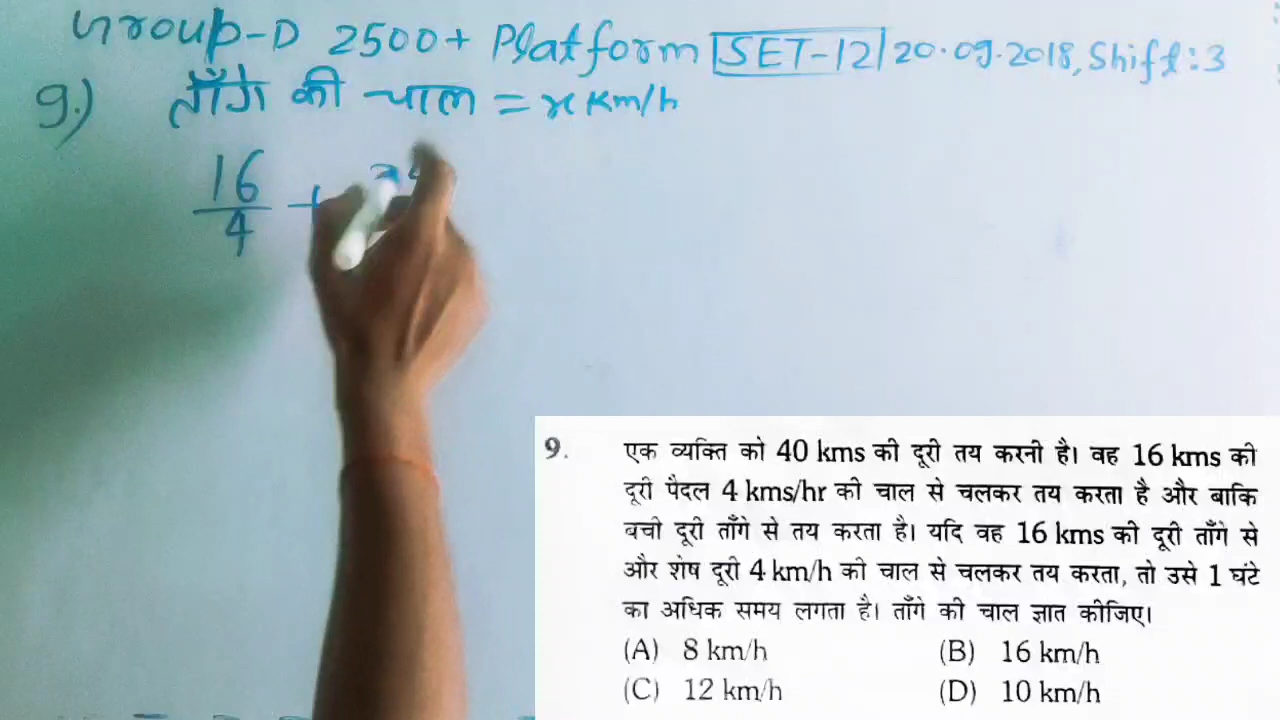 Group-D 2500+ Platform SET-12 20.09.2018, Shift:3
9.) ताँगे की चाल = x Km/h
16
4
+
9. एक व्यक्ति को 40 kms की दूरी तय करनी है। वह 16 kms की
दूरी पैदल 4 kms/hr की चाल से चलकर तय करता है और बाकि
बची दूरी ताँगे से तय करता है। यदि वह 16 kms की दूरी ताँगे से
और शेष दूरी 4 km/h की चाल से चलकर तय करता, तो उसे 1 घंटे
का अधिक समय लगता है। ताँगे की चाल ज्ञात कीजिए।
(A) 8 km/h (B) 16 km/h
(C) 12 km/h (D) 10 km/h